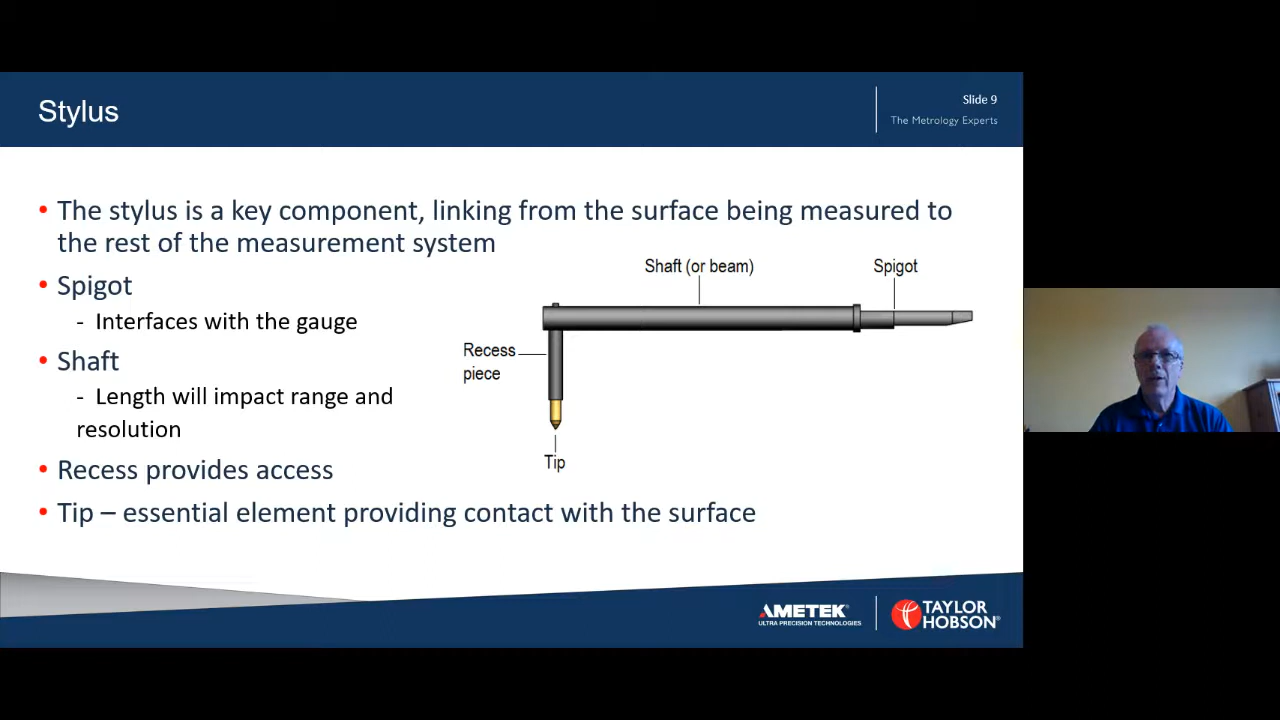 Stylus
Slide 9
The Metrology Experts
• The stylus is a key component, linking from the surface being measured to
the rest of the measurement system
• Spigot
- Interfaces with the gauge
• Shaft
- Length will impact range and
resolution
• Recess provides access
• Tip – essential element providing contact with the surface
Shaft (or beam)
Spigot
Recess
piece
Tip
AMETEK®
ULTRA PRECISION TECHNOLOGIES
TAYLOR
HOBSON®